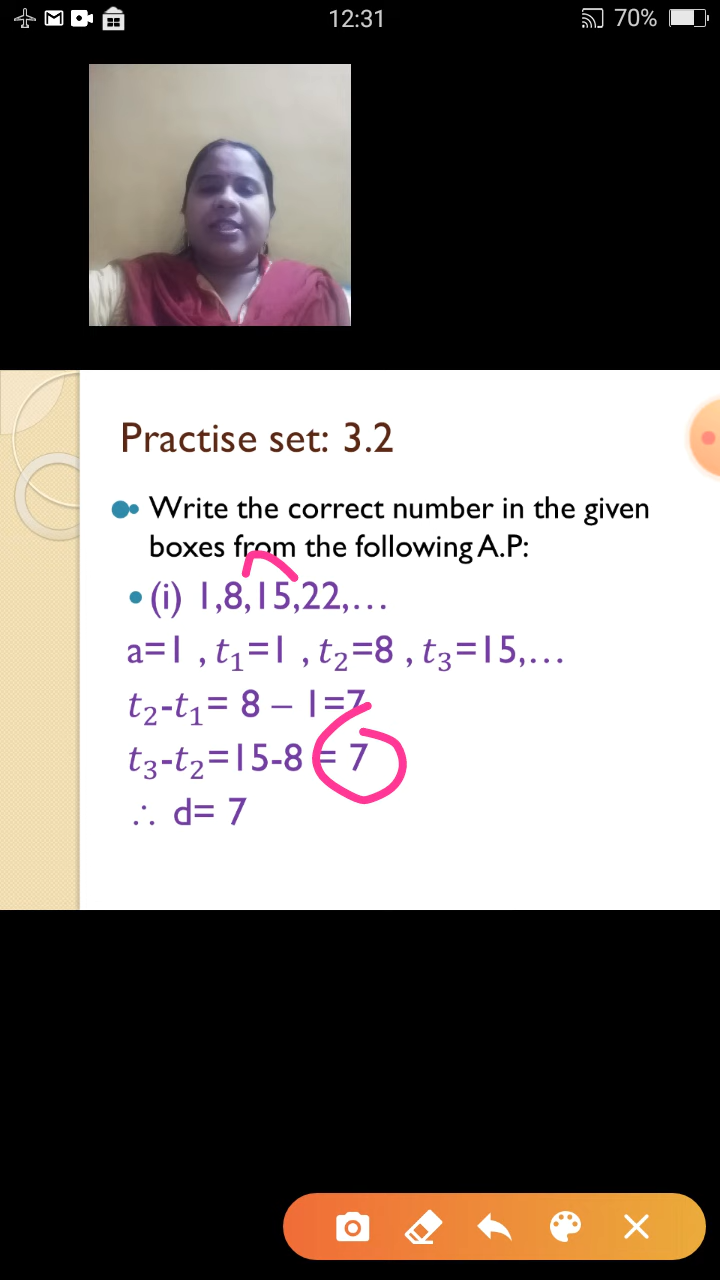 12:31 70%
Practise set: 3.2
Write the correct number in the given
boxes from the following A.P:
(i) 1,8,15,22,...
a=1 , t₁=1 , t₂=8 , t₃=15,...
t₂-t₁= 8 – 1=7
t₃-t₂=15-8 = 7
∴ d= 7